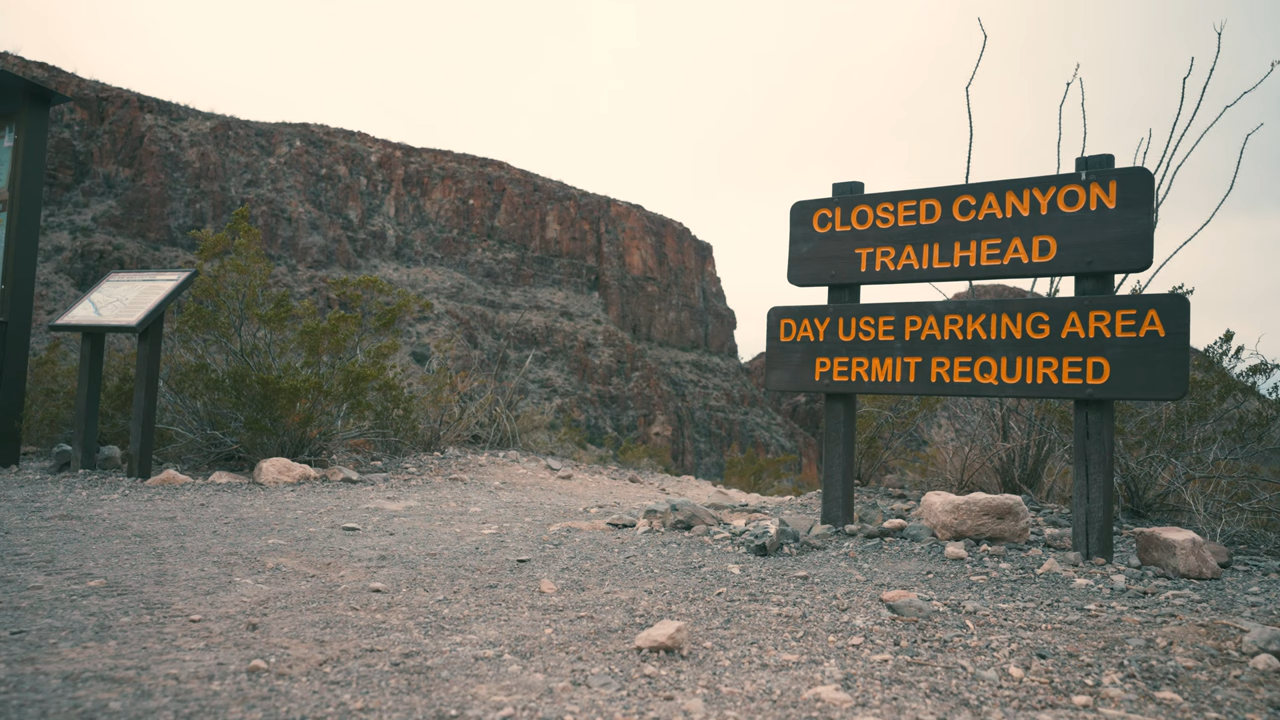 CLOSED CANYON
TRAILHEAD
DAY USE PARKING AREA
PERMIT REQUIRED